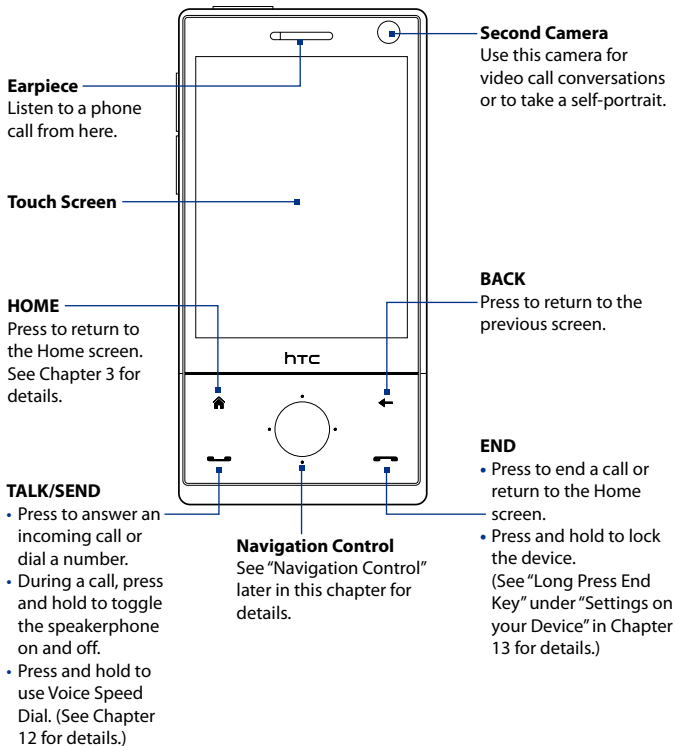 Second Camera
Use this camera for
video call conversations
or to take a self-portrait.
Earpiece
Listen to a phone
call from here.
Touch Screen
BACK
Press to return to the
previous screen.
HOME
Press to return to
the Home screen.
See Chapter 3 for
details.
hTC
END
• Press to end a call or
return to the Home
screen.
• Press and hold to lock
the device.
(See “Long Press End
Key” under “Settings on
your Device” in Chapter
13 for details.)
TALK/SEND
• Press to answer an
incoming call or
dial a number.
• During a call, press
and hold to toggle
the speakerphone
on and off.
• Press and hold to
use Voice Speed
Dial. (See Chapter
12 for details.)
Navigation Control
See “Navigation Control”
later in this chapter for
details.